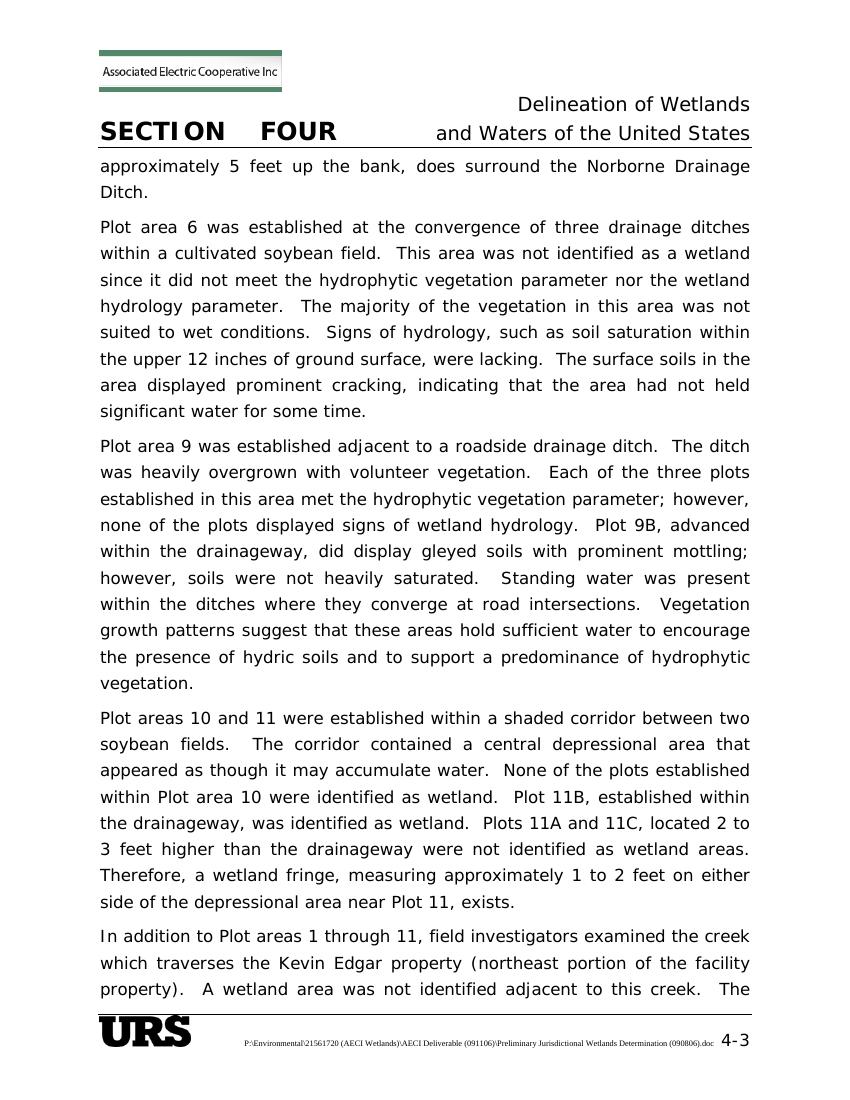 Associated Electric Cooperative Inc
Delineation of Wetlands
SECTION FOUR and Waters of the United States
approximately 5 feet up the bank, does surround the Norborne Drainage
Ditch.
Plot area 6 was established at the convergence of three drainage ditches
within a cultivated soybean field. This area was not identified as a wetland
since it did not meet the hydrophytic vegetation parameter nor the wetland
hydrology parameter. The majority of the vegetation in this area was not
suited to wet conditions. Signs of hydrology, such as soil saturation within
the upper 12 inches of ground surface, were lacking. The surface soils in the
area displayed prominent cracking, indicating that the area had not held
significant water for some time.
Plot area 9 was established adjacent to a roadside drainage ditch. The ditch
was heavily overgrown with volunteer vegetation. Each of the three plots
established in this area met the hydrophytic vegetation parameter; however,
none of the plots displayed signs of wetland hydrology. Plot 9B, advanced
within the drainageway, did display gleyed soils with prominent mottling;
however, soils were not heavily saturated. Standing water was present
within the ditches where they converge at road intersections. Vegetation
growth patterns suggest that these areas hold sufficient water to encourage
the presence of hydric soils and to support a predominance of hydrophytic
vegetation.
Plot areas 10 and 11 were established within a shaded corridor between two
soybean fields. The corridor contained a central depressional area that
appeared as though it may accumulate water. None of the plots established
within Plot area 10 were identified as wetland. Plot 11B, established within
the drainageway, was identified as wetland. Plots 11A and 11C, located 2 to
3 feet higher than the drainageway were not identified as wetland areas.
Therefore, a wetland fringe, measuring approximately 1 to 2 feet on either
side of the depressional area near Plot 11, exists.
In addition to Plot areas 1 through 11, field investigators examined the creek
which traverses the Kevin Edgar property (northeast portion of the facility
property). A wetland area was not identified adjacent to this creek. The
URS P:\Environmental\21561720 (AECI Wetlands)\AECI Deliverable (091106)\Preliminary Jurisdictional Wetlands Determination (090806).doc 4-3